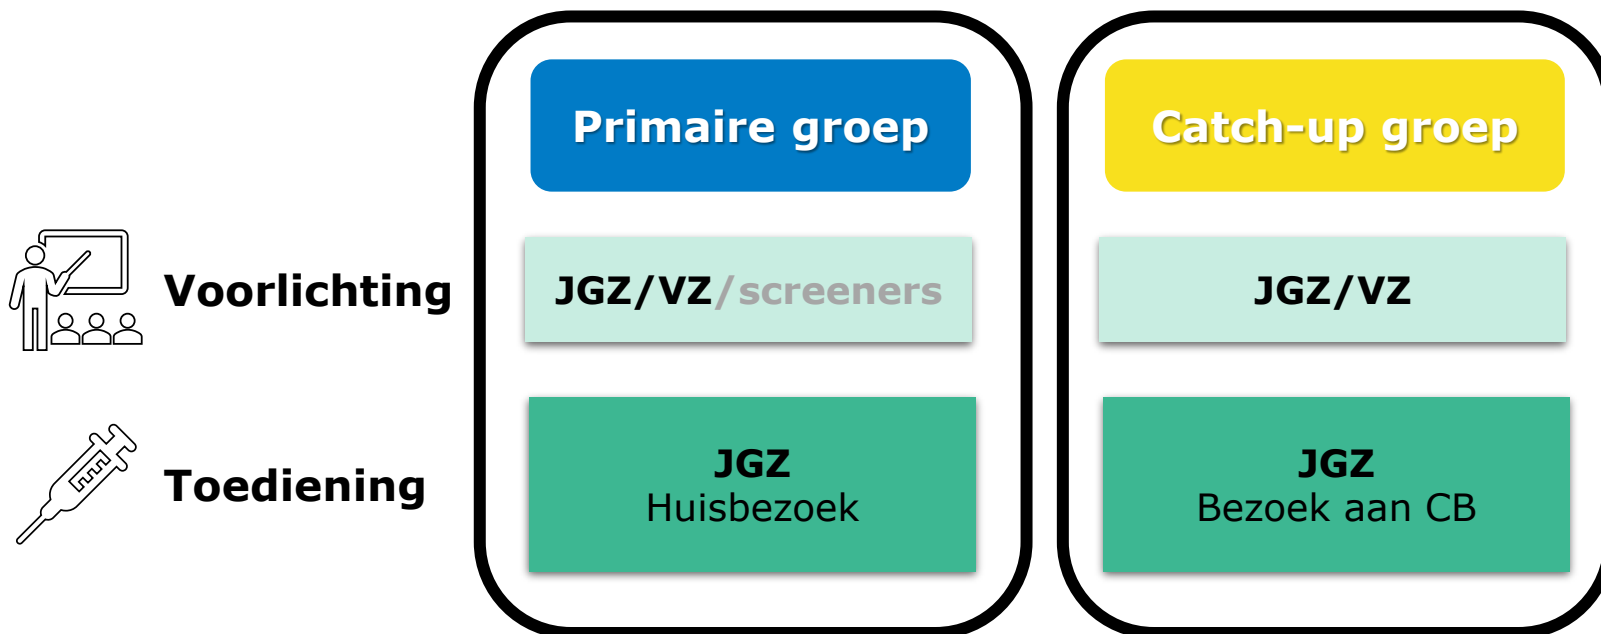 Primaire groep
Catch-up groep
Voorlichting
JGZ/VZ/screeners
JGZ/VZ
Toediening
JGZ
Huisbezoek
JGZ
Bezoek aan CB